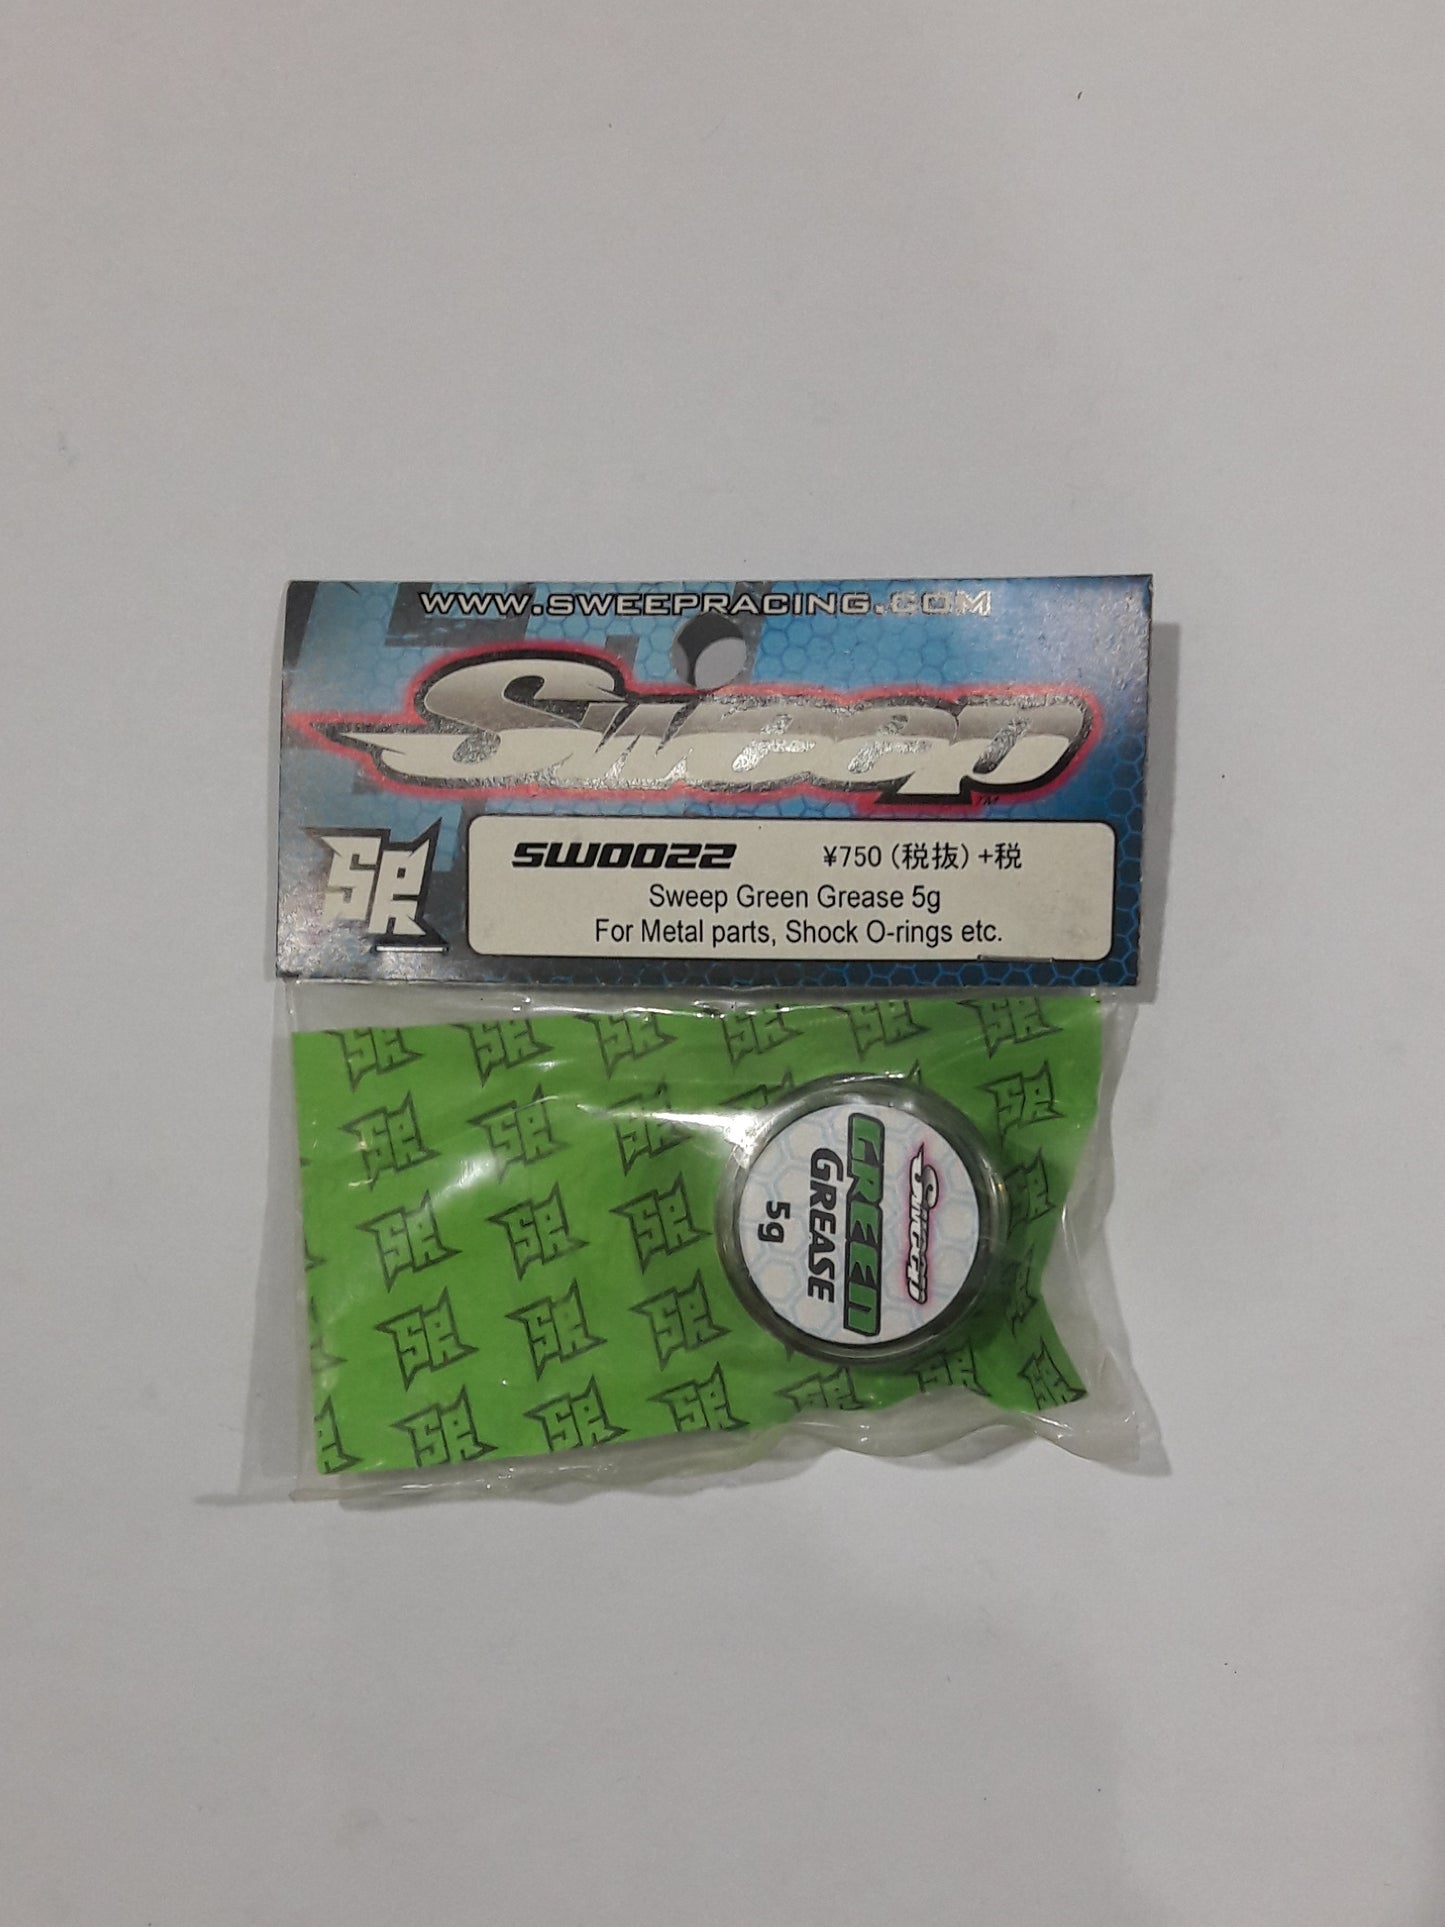 WWW.SWEEPRACING.COM
Sweep
TM
SR
SW0022 ¥750(税抜)+税
Sweep Green Grease 5g
For Metal parts, Shock O-rings etc.
Sweep
GREEN
GREASE
5g